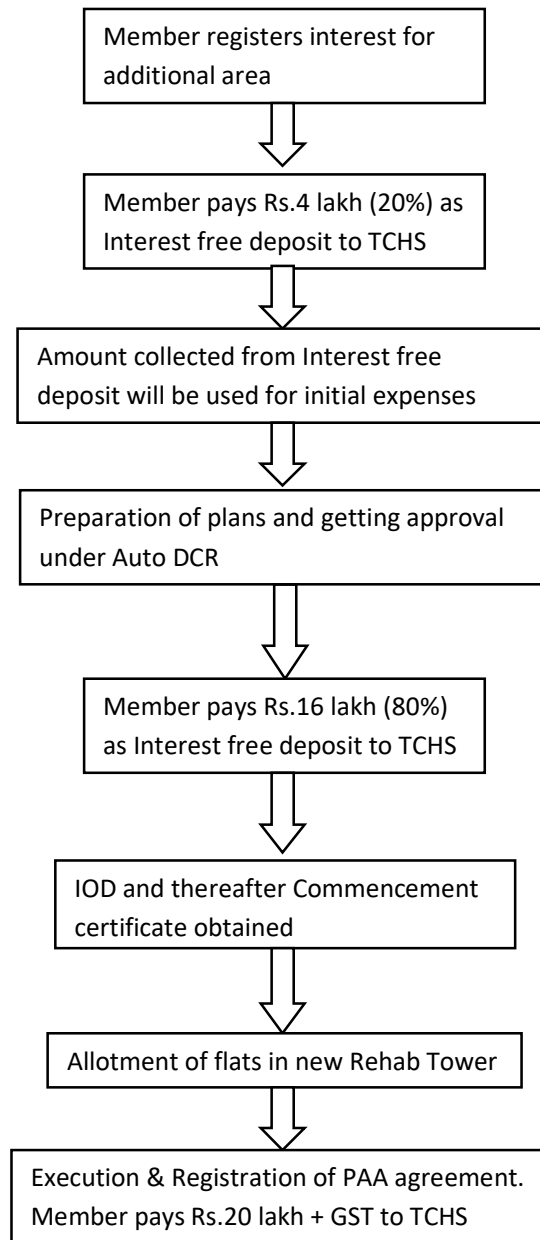 Member registers interest for
additional area
Member pays Rs.4 lakh (20%) as
Interest free deposit to TCHS
Amount collected from Interest free
deposit will be used for initial expenses
Preparation of plans and getting approval
under Auto DCR
Member pays Rs.16 lakh (80%)
as Interest free deposit to TCHS
IOD and thereafter Commencement
certificate obtained
Allotment of flats in new Rehab Tower
Execution & Registration of PAA agreement.
Member pays Rs.20 lakh + GST to TCHS